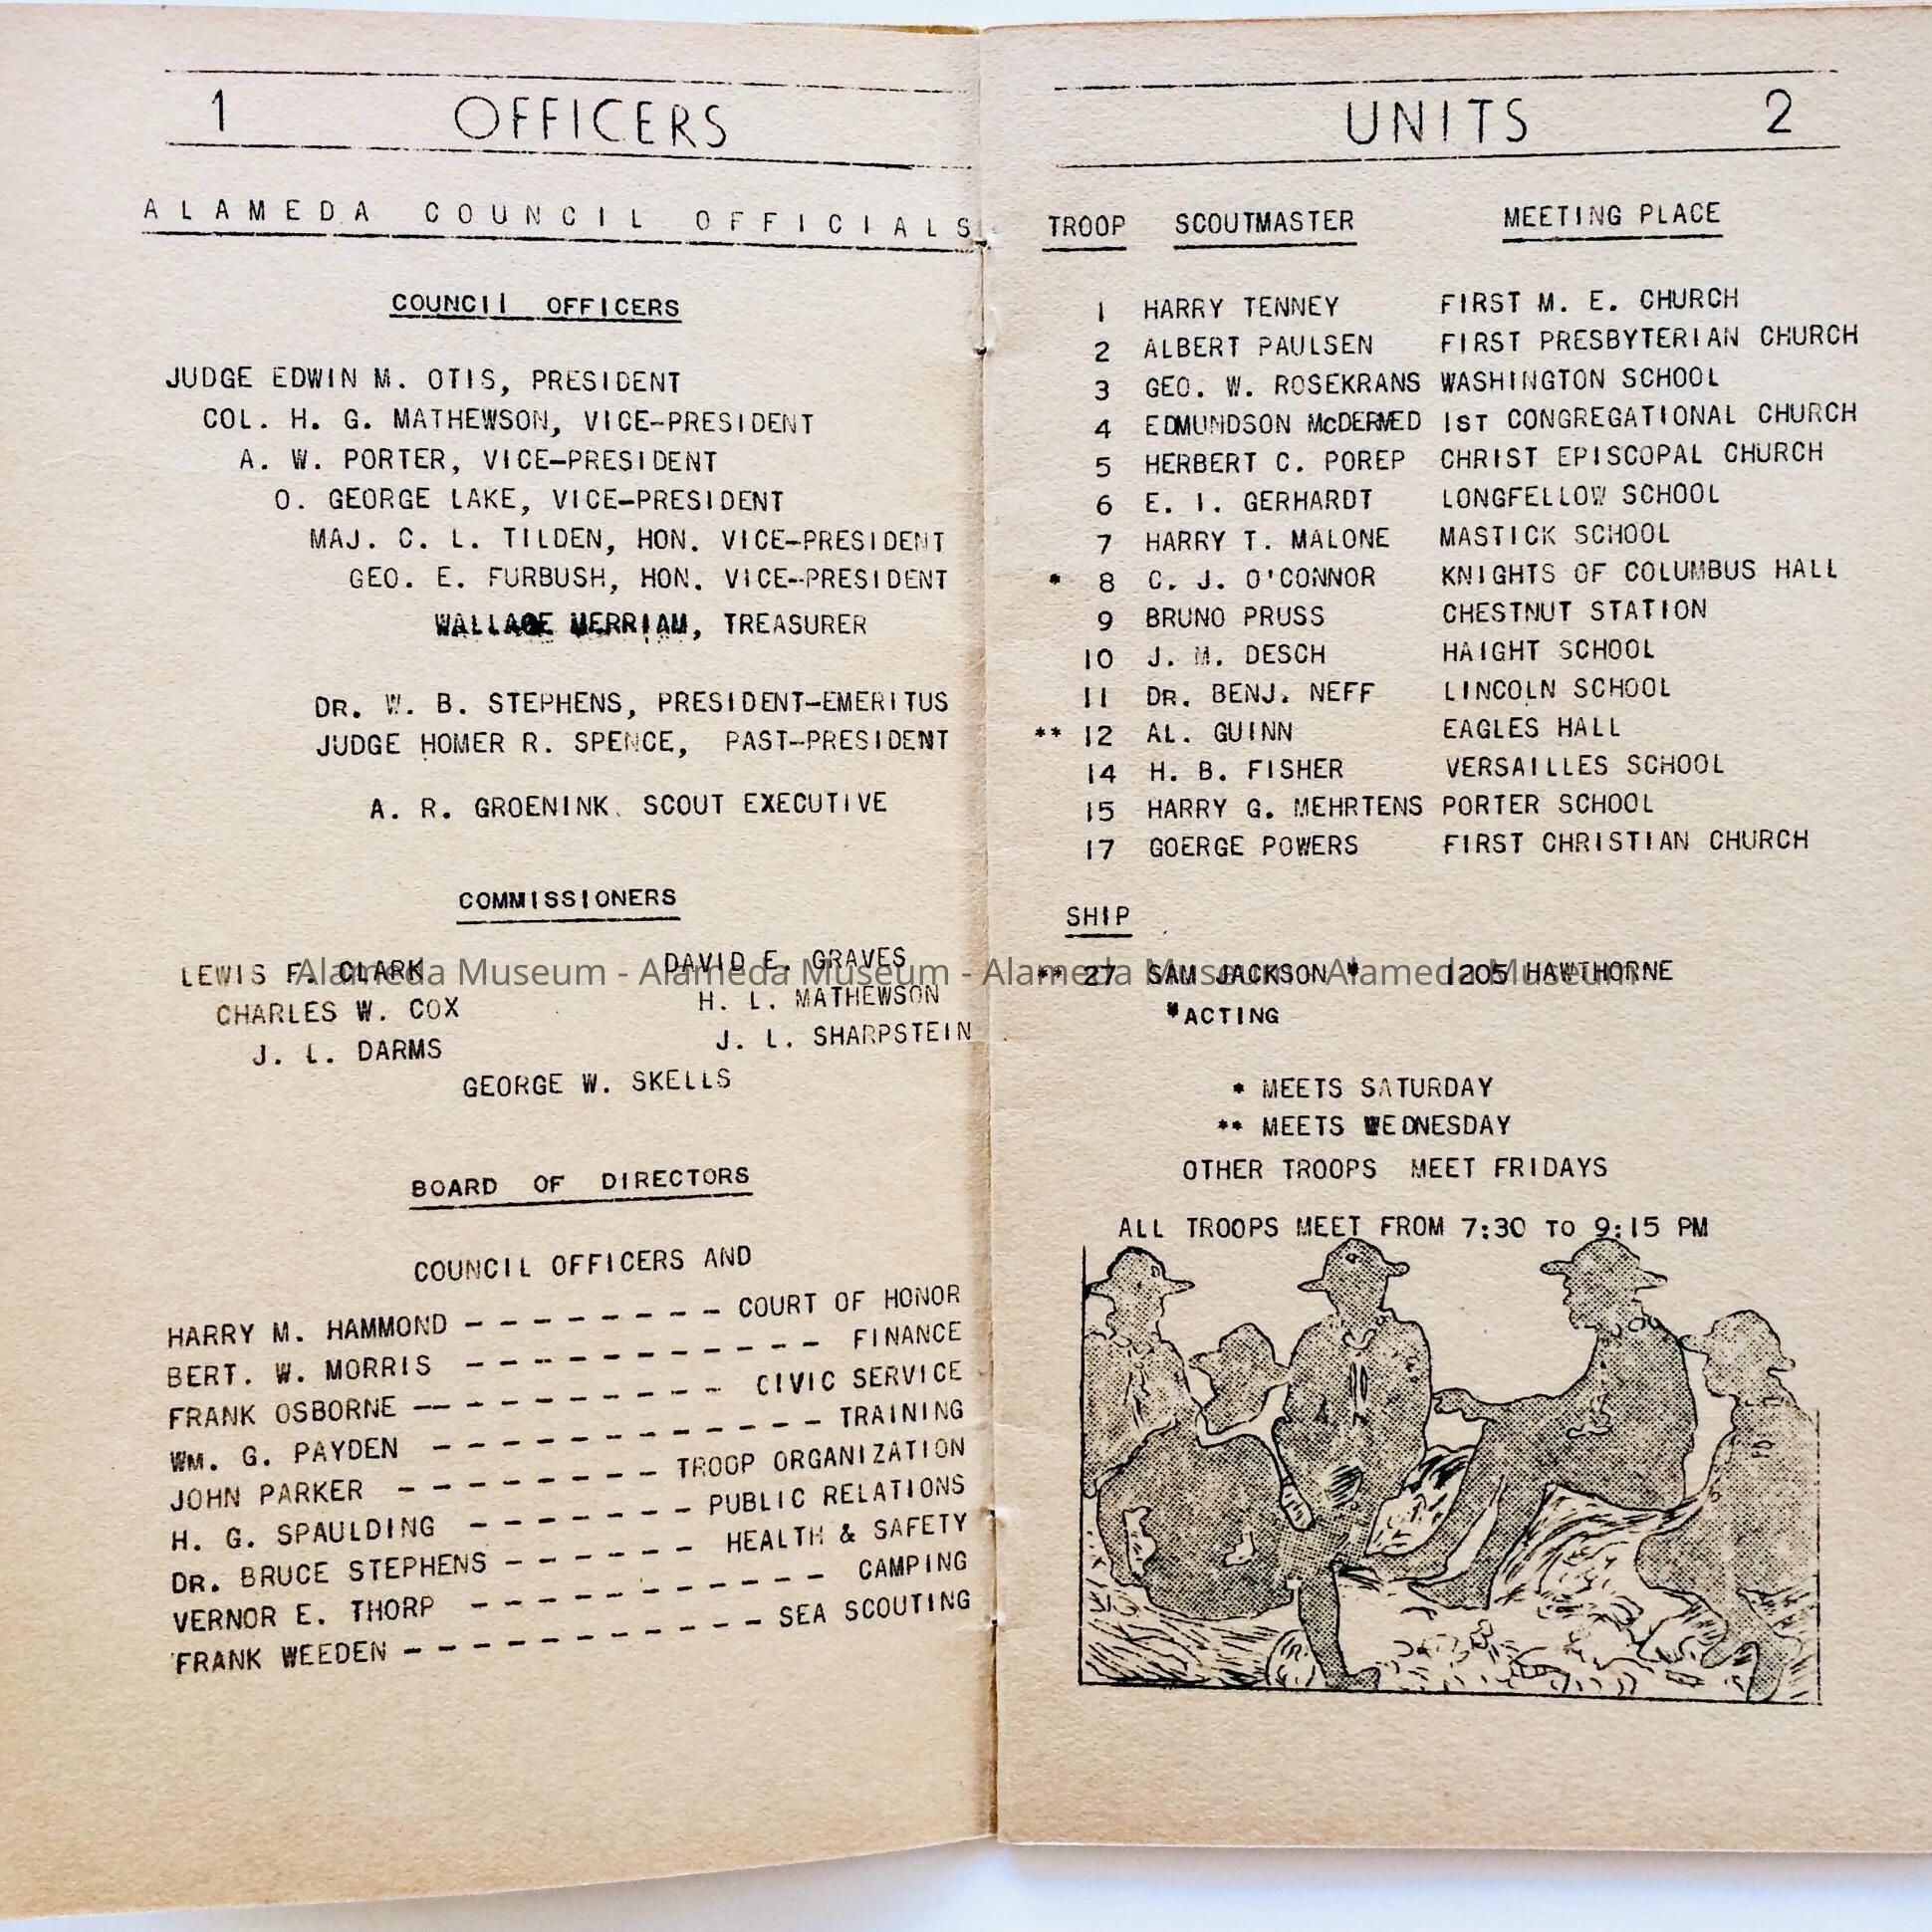 1 OFFICERS
ALAMEDA COUNCIL OFFICIALS
COUNCIL OFFICERS
JUDGE EDWIN M. OTIS, PRESIDENT
COL. H. G. MATHEWSON, VICE-PRESIDENT
A. W. PORTER, VICE-PRESIDENT
O. GEORGE LAKE, VICE-PRESIDENT
MAJ. C. L. TILDEN, HON. VICE-PRESIDENT
GEO. E. FURBUSH, HON. VICE-PRESIDENT
WALLACE MERRIAM, TREASURER
DR. W. B. STEPHENS, PRESIDENT-EMERITUS
JUDGE HOMER R. SPENCE, PAST-PRESIDENT
A. R. GROENINK. SCOUT EXECUTIVE
COMMISSIONERS
LEWIS F. CLARK DAVID E. GRAVES
CHARLES W. COX H. L. MATHEWSON
J. L. DARMS J. L. SHARPSTEIN
GEORGE W. SKELLS
BOARD OF DIRECTORS
COUNCIL OFFICERS AND
HARRY M. HAMMOND - - - - - - - - COURT OF HONOR
BERT. W. MORRIS - - - - - - - - - - - FINANCE
FRANK OSBORNE -- - - - - - - - - CIVIC SERVICE
WM. G. PAYDEN - - - - - - - - - - - - TRAINING
JOHN PARKER - - - - - - - - TROOP ORGANIZATION
H. G. SPAULDING - - - - - - - PUBLIC RELATIONS
DR. BRUCE STEPHENS - - - - - - HEALTH & SAFETY
VERNOR E. THORP - - - - - - - - - - - CAMPING
FRANK WEEDEN - - - - - - - - - - - SEA SCOUTING
UNITS 2
TROOP SCOUTMASTER MEETING PLACE
1 HARRY TENNEY FIRST M. E. CHURCH
2 ALBERT PAULSEN FIRST PRESBYTERIAN CHURCH
3 GEO. W. ROSEKRANS WASHINGTON SCHOOL
4 EDMUNDSON McDERMED 1ST CONGREGATIONAL CHURCH
5 HERBERT C. POREP CHRIST EPISCOPAL CHURCH
6 E. I. GERHARDT LONGFELLOW SCHOOL
7 HARRY T. MALONE MASTICK SCHOOL
* 8 C. J. O'CONNOR KNIGHTS OF COLUMBUS HALL
9 BRUNO PRUSS CHESTNUT STATION
10 J. M. DESCH HAIGHT SCHOOL
11 DR. BENJ. NEFF LINCOLN SCHOOL
** 12 AL. GUINN EAGLES HALL
14 H. B. FISHER VERSAILLES SCHOOL
15 HARRY G. MEHRTENS PORTER SCHOOL
17 GOERGE POWERS FIRST CHRISTIAN CHURCH
SHIP
** 27 SAM JACKSON # 1205 HAWTHORNE
#ACTING
* MEETS SATURDAY
** MEETS WEDNESDAY
OTHER TROOPS MEET FRIDAYS
ALL TROOPS MEET FROM 7:30 TO 9:15 PM
Alameda Museum - Alameda Museum - Alameda Museum - Alameda Museum